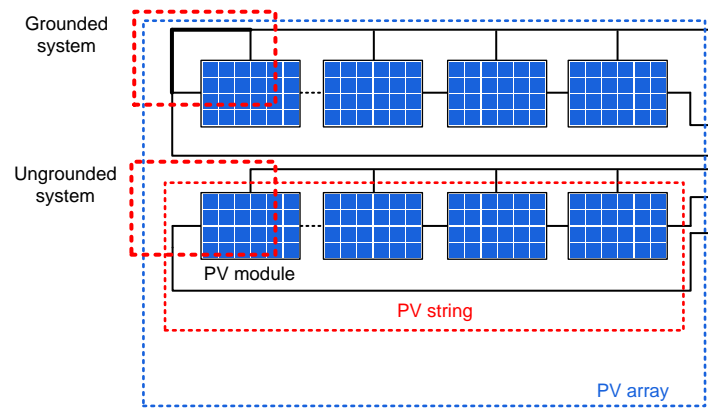 Grounded
system
Ungrounded
system
PV module
PV string
PV array